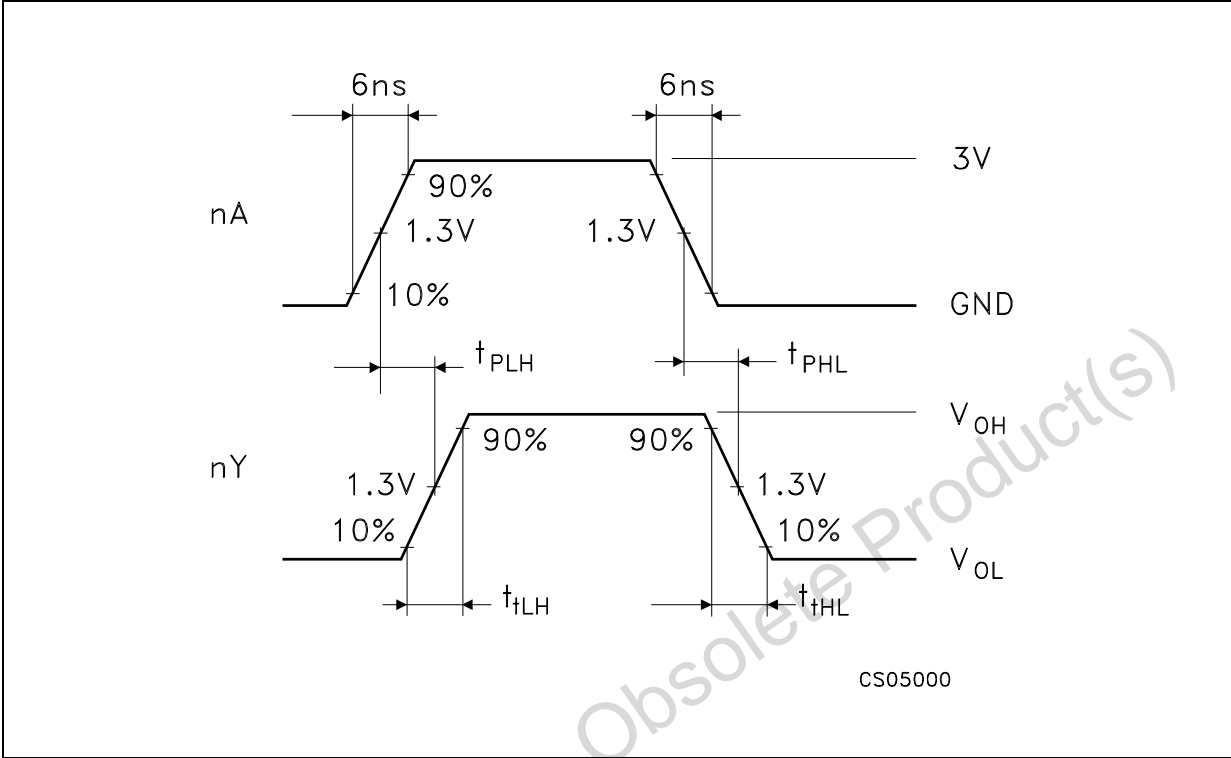 6ns 6ns
3V
90%
nA
1.3V 1.3V
10%
GND
tPLH tPHL
VOH
90% 90%
nY
1.3V 1.3V
10% 10%
VOL
ttLH ttHL
CS05000
Obsolete Product(s)